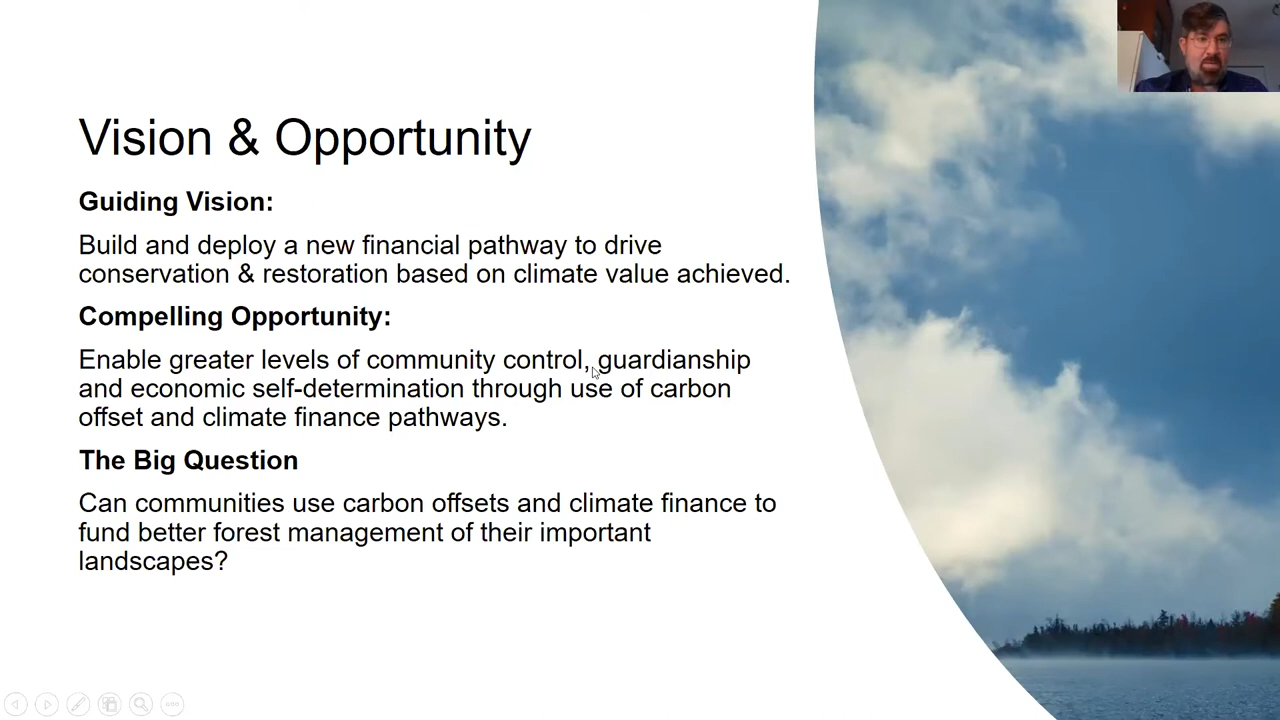 Vision & Opportunity
Guiding Vision:
Build and deploy a new financial pathway to drive
conservation & restoration based on climate value achieved.
Compelling Opportunity:
Enable greater levels of community control, guardianship
and economic self-determination through use of carbon
offset and climate finance pathways.
The Big Question
Can communities use carbon offsets and climate finance to
fund better forest management of their important
landscapes?